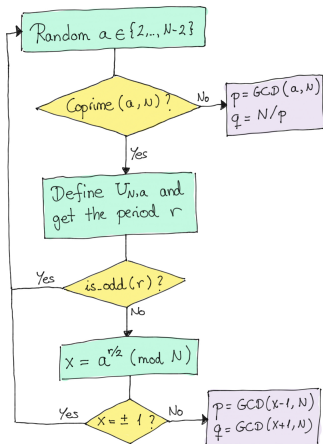 Random a ∈ {2,..., N-2}
Coprime (a, N) ?
No
p = GCD (a, N)
q = N/p
Yes
Define U_{N,a} and
get the period r
Yes
is_odd (r) ?
No
x = a^{r/2} (mod N)
Yes
x = ± 1 ?
No
p = GCD (x-1, N)
q = GCD (x+1, N)